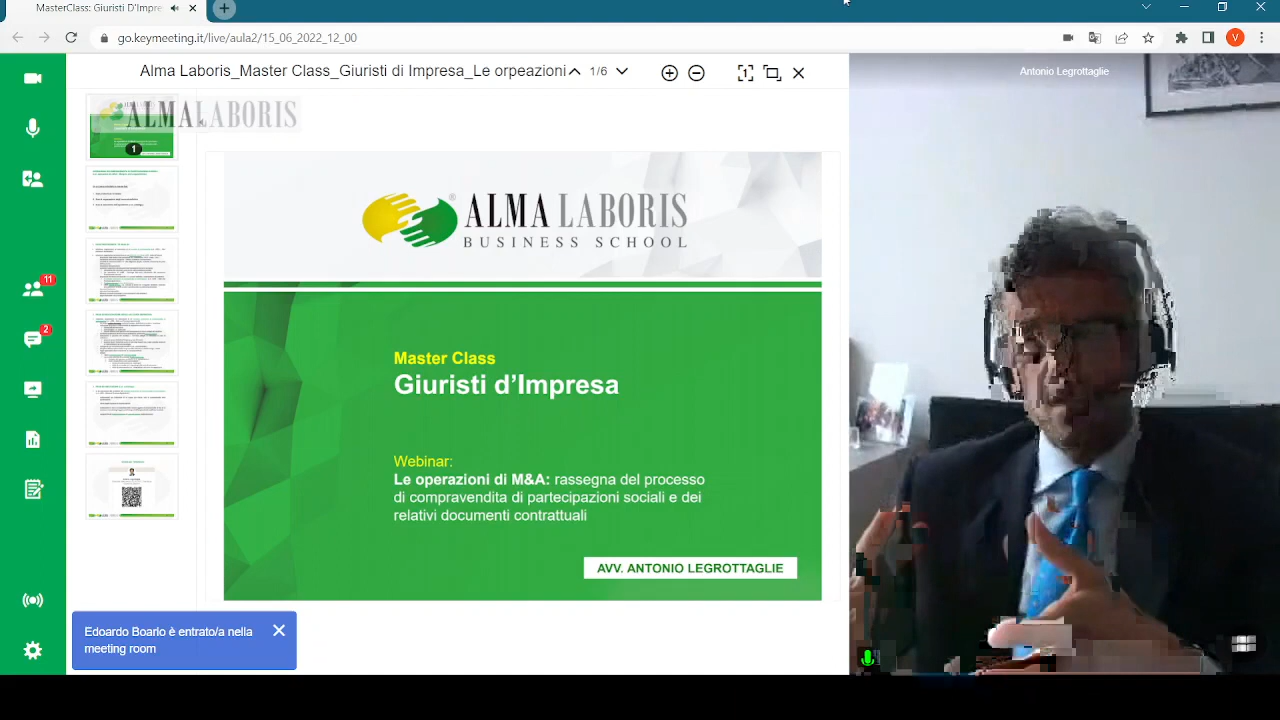 MasterClass: Giuristi D'Impre
go.keymeeting.it/live/aula2/15_06_2022_12_00
V
Alma Laboris_Master Class_Giuristi di Impresa_Le orpeazioni
1/6
Antonio Legrottaglie
ALMA LABORIS
1
11
2
ALMA LABORIS
BUSINESS SCHOOL
®
Master Class
Giuristi d'Impresa
Webinar:
Le operazioni di M&A: rassegna del processo
di compravendita di partecipazioni sociali e dei
relativi documenti contrattuali
AVV. ANTONIO LEGROTTAGLIE
Edoardo Boarlo è entrato/a nella
meeting room